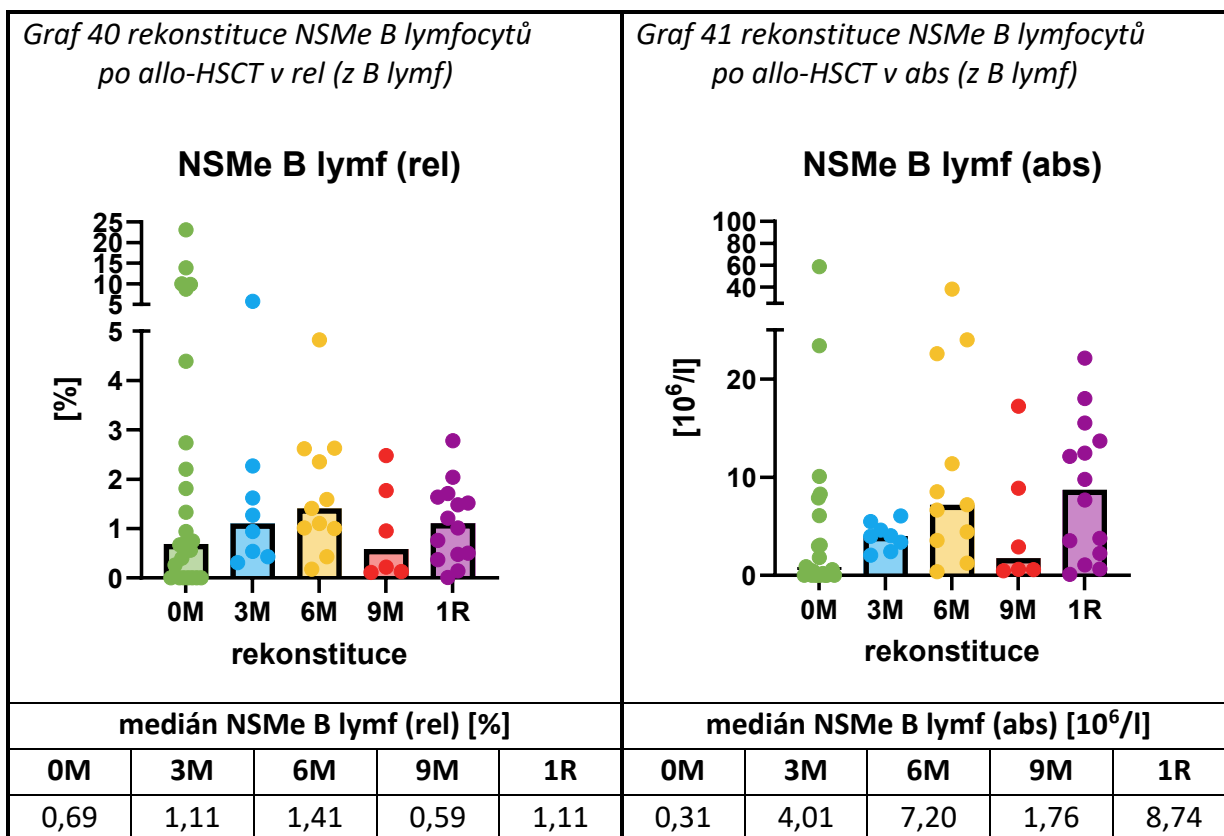 Graf 40 rekonstituce NSMe B lymfocytů
po allo-HSCT v rel (z B lymf)
NSMe B lymf (rel)
25
20
15
10
5
5
4
3
2
1
0
[%]
0M 3M 6M 9M 1R
rekonstituce
Graf 41 rekonstituce NSMe B lymfocytů
po allo-HSCT v abs (z B lymf)
NSMe B lymf (abs)
100
80
60
40
20
10
0
[10⁶/l]
0M 3M 6M 9M 1R
rekonstituce
medián NSMe B lymf (rel) [%]
0M 3M 6M 9M 1R
0,69 1,11 1,41 0,59 1,11
medián NSMe B lymf (abs) [10⁶/l]
0M 3M 6M 9M 1R
0,31 4,01 7,20 1,76 8,74